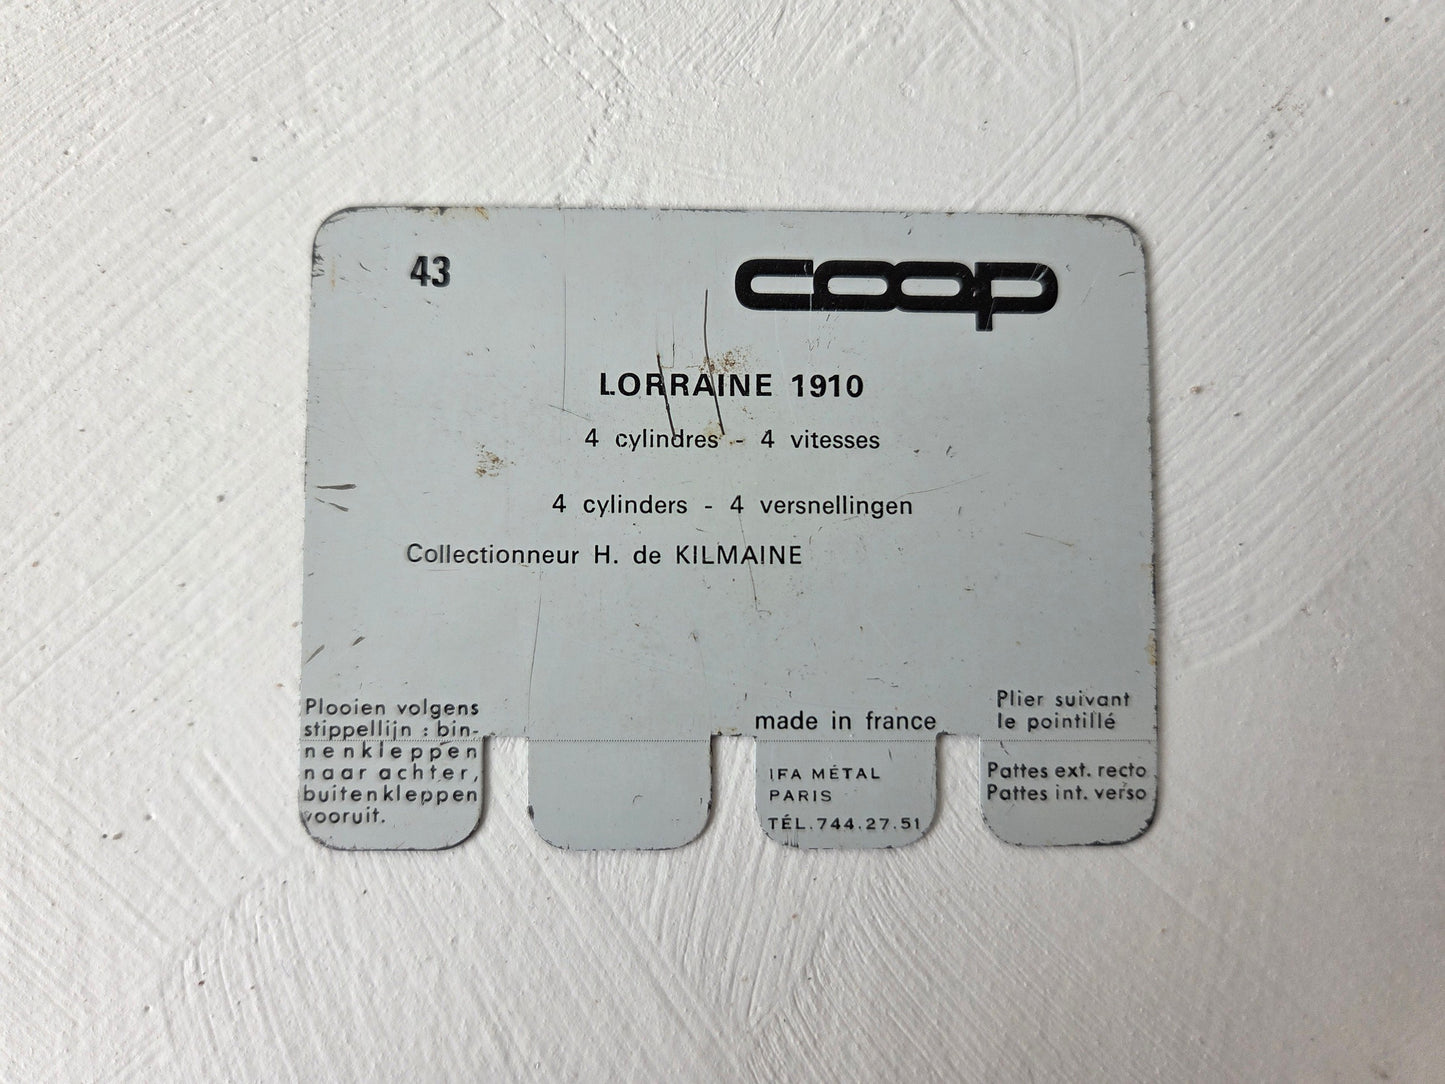 43
coop
LORRAINE 1910
4 cylindres - 4 vitesses
4 cylinders - 4 versnellingen
Collectionneur H. de KILMAINE
Plooien volgens
stippellijn : bin-
nenkleppen
naar achter,
buitenkleppen
vooruit.
made in france
IFA MÉTAL
PARIS
TÉL.744.27.51
Plier suivant
le pointillé
Pattes ext. recto
Pattes int. verso